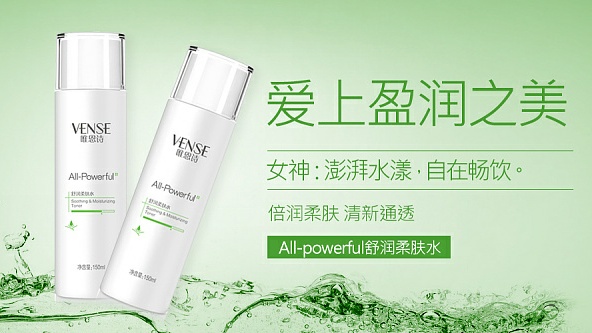 VENSE
唯恩诗
All-Powerful
舒润柔肤水
Soothing & Moisturizing
Toner
净含量:150ml
VENSE
唯恩诗
All-Powerful
舒润柔肤水
Soothing & Moisturizing
Toner
净含量:150ml
爱上盈润之美
女神:澎湃水漾,自在畅饮。
倍润柔肤 清新通透
All-powerful舒润柔肤水